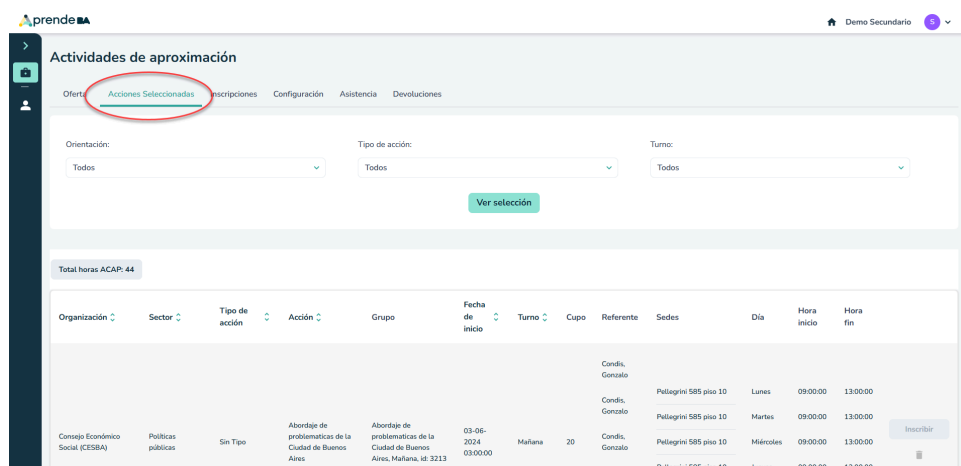 Aprende BA
Demo Secundario
S
Actividades de aproximación
Oferta Acciones Seleccionadas Inscripciones Configuración Asistencia Devoluciones
Orientación: Tipo de acción: Turno:
Todos Todos Todos
Ver selección
Total horas ACAP: 44
Organización Sector Tipo de acción Acción Grupo Fecha de inicio Turno Cupo Referente Sedes Día Hora inicio Hora fin
Condis,
Gonzalo
Pellegrini 585 piso 10 Lunes 09:00:00 13:00:00
Condis,
Gonzalo
Pellegrini 585 piso 10 Martes 09:00:00 13:00:00
Consejo Económico
Social (CESBA)
Políticas
públicas
Sin Tipo
Abordaje de
problematicas de la
Ciudad de Buenos
Aires
Abordaje de
problematicas de la
Ciudad de Buenos
Aires, Mañana, id: 3213
03-06-
2024
03:00:00
Mañana
20
Condis,
Gonzalo
Pellegrini 585 piso 10 Miércoles 09:00:00 13:00:00
Inscribir